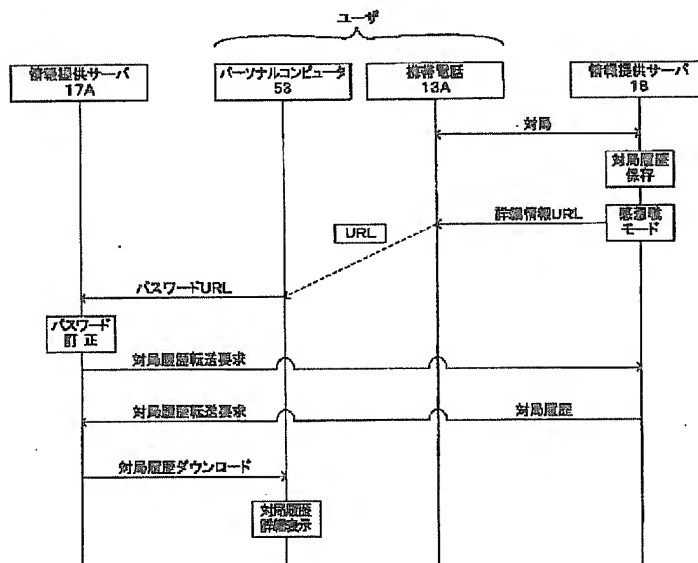 ユーザ
情報提供サーバ
17A
パーソナルコンピュータ
53
携帯電話
13A
情報提供サーバ
18
対局
対局履歴
保存
詳細情報URL
感想戦
モード
URL
パスワードURL
パスワード
訂正
対局履歴転送要求
対局履歴転送要求
対局履歴
対局履歴ダウンロード
対局履歴
詳細表示